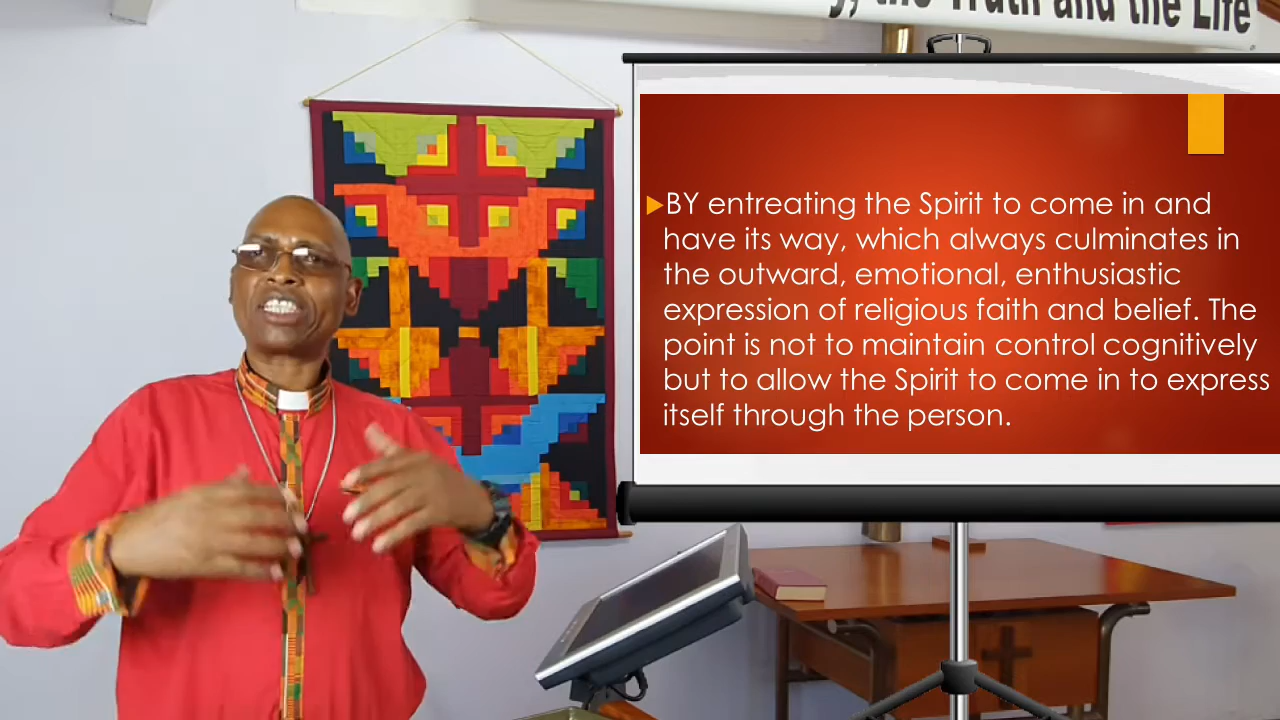 the Truth and the Life
BY entreating the Spirit to come in and
have its way, which always culminates in
the outward, emotional, enthusiastic
expression of religious faith and belief. The
point is not to maintain control cognitively
but to allow the Spirit to come in to express
itself through the person.